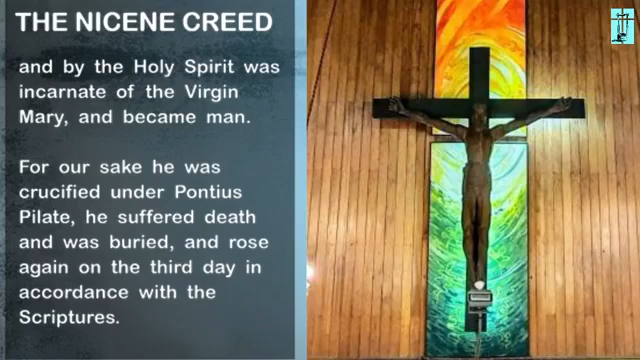 THE NICENE CREED
and by the Holy Spirit was
incarnate of the Virgin
Mary, and became man.
For our sake he was
crucified under Pontius
Pilate, he suffered death
and was buried, and rose
again on the third day in
accordance with the
Scriptures.